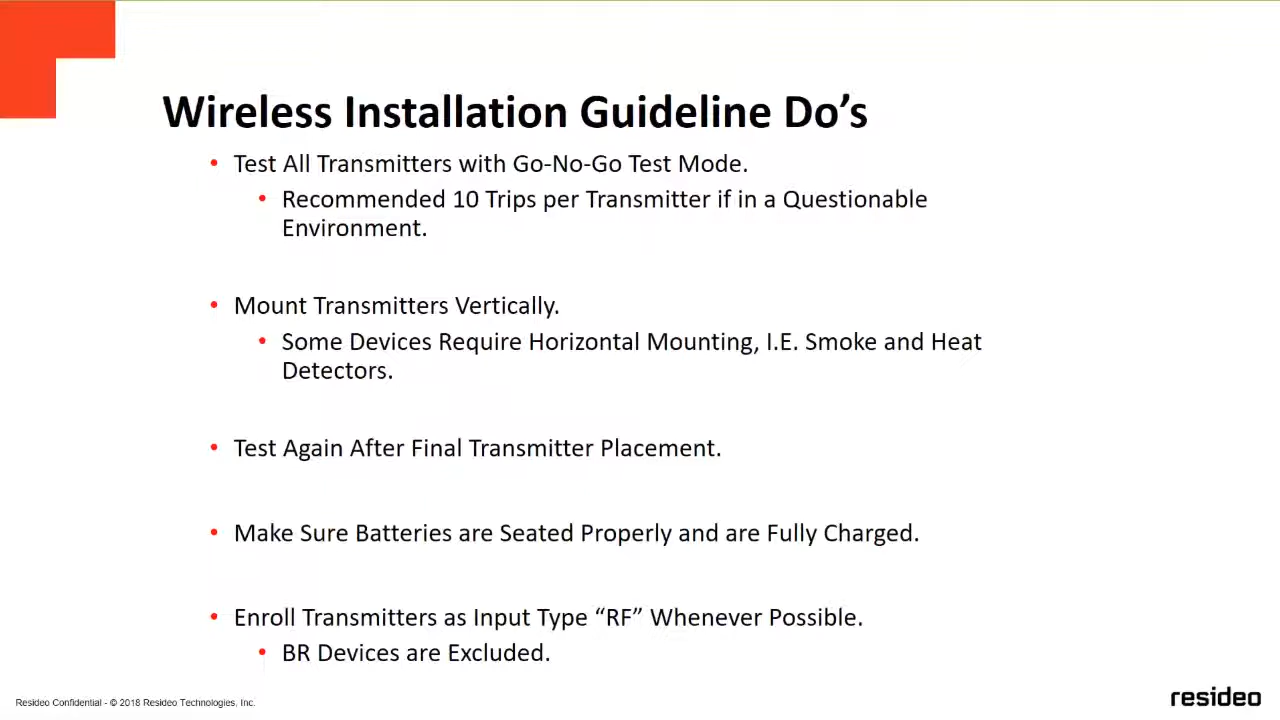 Wireless Installation Guideline Do’s
• Test All Transmitters with Go-No-Go Test Mode.
• Recommended 10 Trips per Transmitter if in a Questionable
Environment.
• Mount Transmitters Vertically.
• Some Devices Require Horizontal Mounting, I.E. Smoke and Heat
Detectors.
• Test Again After Final Transmitter Placement.
• Make Sure Batteries are Seated Properly and are Fully Charged.
• Enroll Transmitters as Input Type “RF” Whenever Possible.
• BR Devices are Excluded.
Resideo Confidential - © 2018 Resideo Technologies, Inc.
resideo